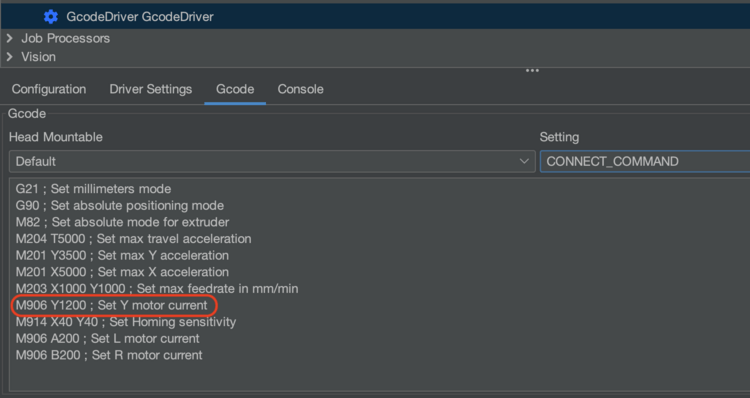 GcodeDriver GcodeDriver
Job Processors
Vision
Configuration Driver Settings Gcode Console
Gcode
Head Mountable Setting
Default CONNECT_COMMAND
G21 ; Set millimeters mode
G90 ; Set absolute positioning mode
M82 ; Set absolute mode for extruder
M204 T5000 ; Set max travel acceleration
M201 Y3500 ; Set max Y acceleration
M201 X5000 ; Set max X acceleration
M203 X1000 Y1000 ; Set max feedrate in mm/min
M906 Y1200 ; Set Y motor current
M914 X40 Y40 ; Set Homing sensitivity
M906 A200 ; Set L motor current
M906 B200 ; Set R motor current